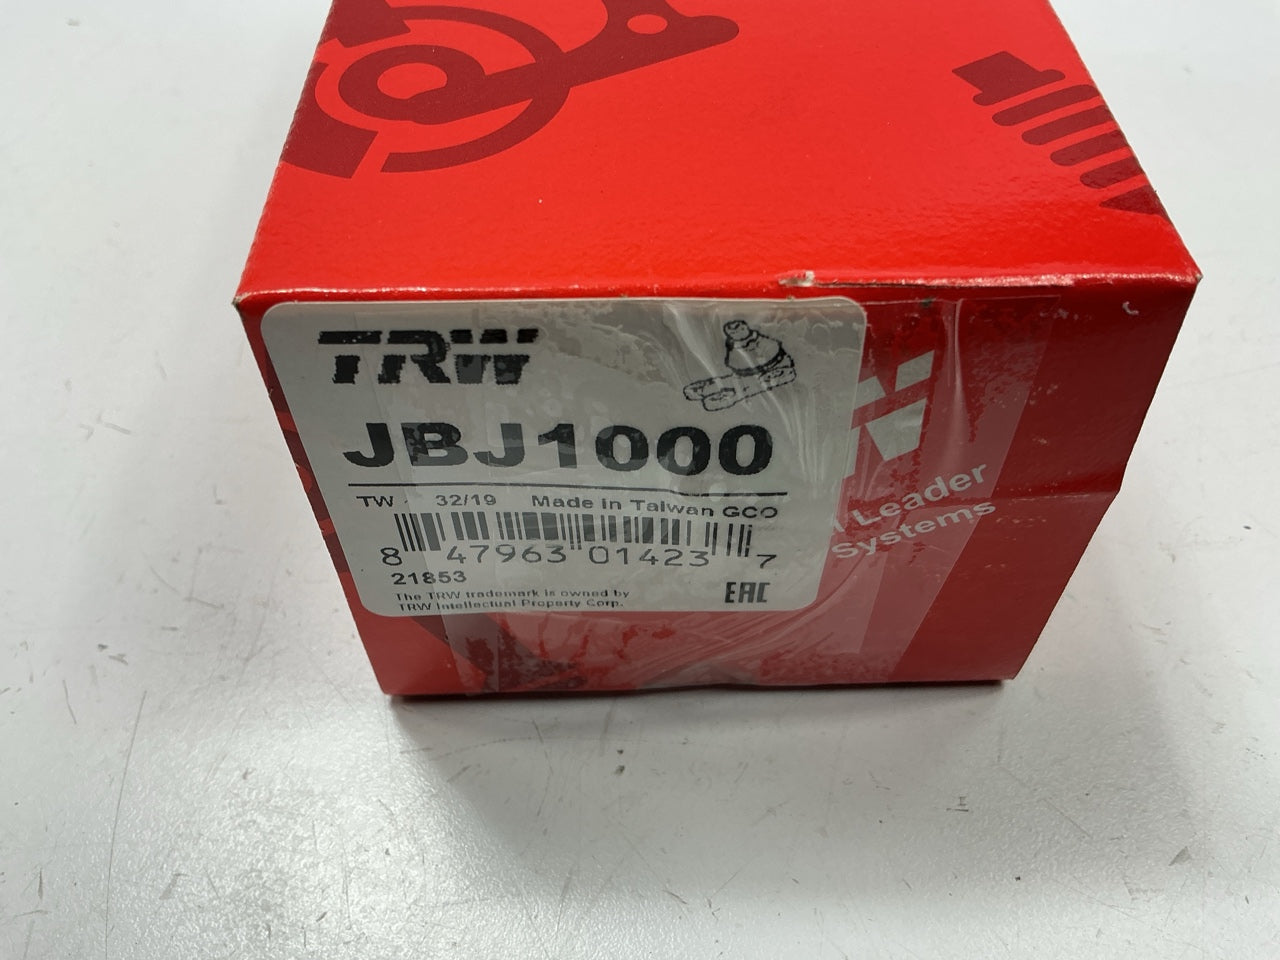 TRW
JBJ1000
TW 32/19 Made in Taiwan GCO
8 47963 01423 7
21853
The TRW trademark is owned by
TRW Intellectual Property Corp.
EAC
W
Leader
Systems